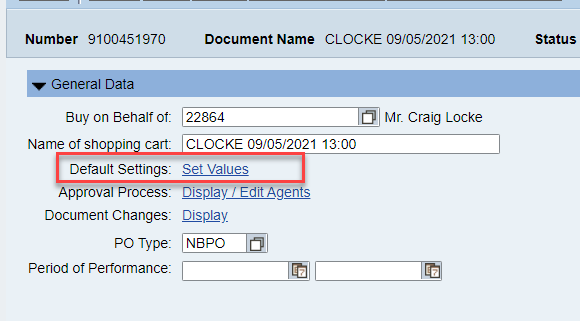 Number 9100451970 Document Name CLOCKE 09/05/2021 13:00 Status
General Data
Buy on Behalf of: 22864 Mr. Craig Locke
Name of shopping cart: CLOCKE 09/05/2021 13:00
Default Settings: Set Values
Approval Process: Display / Edit Agents
Document Changes: Display
PO Type: NBPO
Period of Performance: